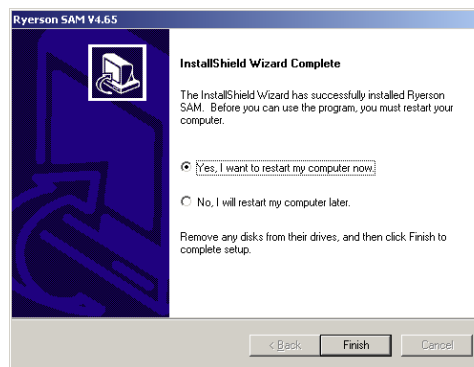 Ryerson SAM V4.65
InstallShield Wizard Complete
The InstallShield Wizard has successfully installed Ryerson
SAM. Before you can use the program, you must restart your
computer.
Yes, I want to restart my computer now.
No, I will restart my computer later.
Remove any disks from their drives, and then click Finish to
complete setup.
< Back
Finish
Cancel